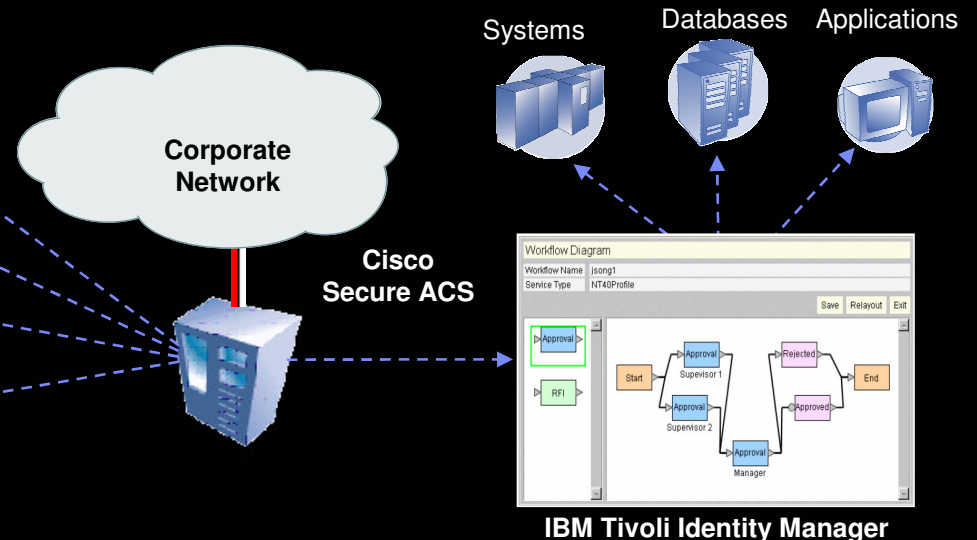 Systems
Databases
Applications
Corporate
Network
Cisco
Secure ACS
Workflow Diagram
Workflow Name jsong1
Service Type NT40Profile
Save Relayout Exit
Approval
RFI
Start
Approval
Supervisor 1
Approval
Supervisor 2
Approval
Manager
Rejected
Approved
End
IBM Tivoli Identity Manager